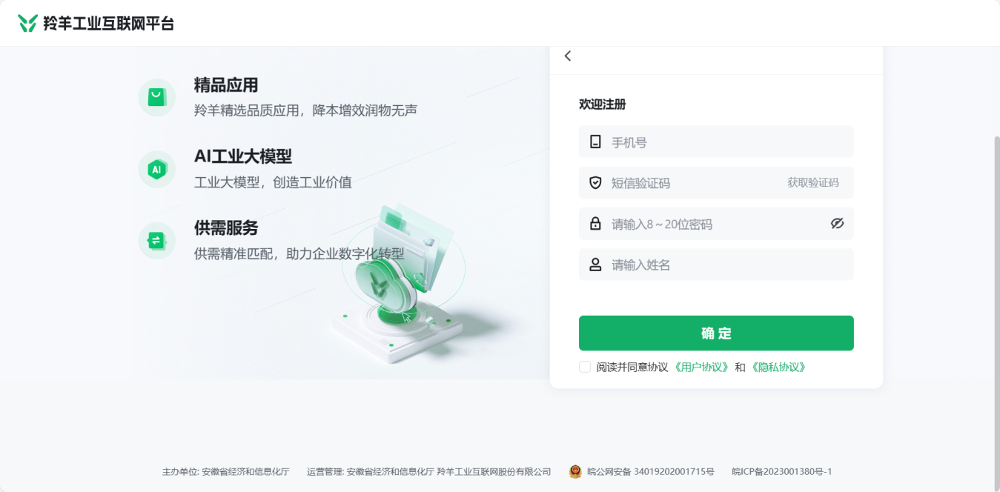 羚羊工业互联网平台
精品应用
羚羊精选品质应用，降本增效润物无声
AI
AI工业大模型
工业大模型，创造工业价值
供需服务
供需精准匹配，助力企业数字化转型
欢迎注册
手机号
短信验证码 获取验证码
请输入8～20位密码
请输入姓名
确 定
阅读并同意协议《用户协议》 和《隐私协议》
主办单位: 安徽省经济和信息化厅 运营管理: 安徽省经济和信息化厅 羚羊工业互联网股份有限公司 皖公网安备 34019202001715号 皖ICP备2023001380号-1